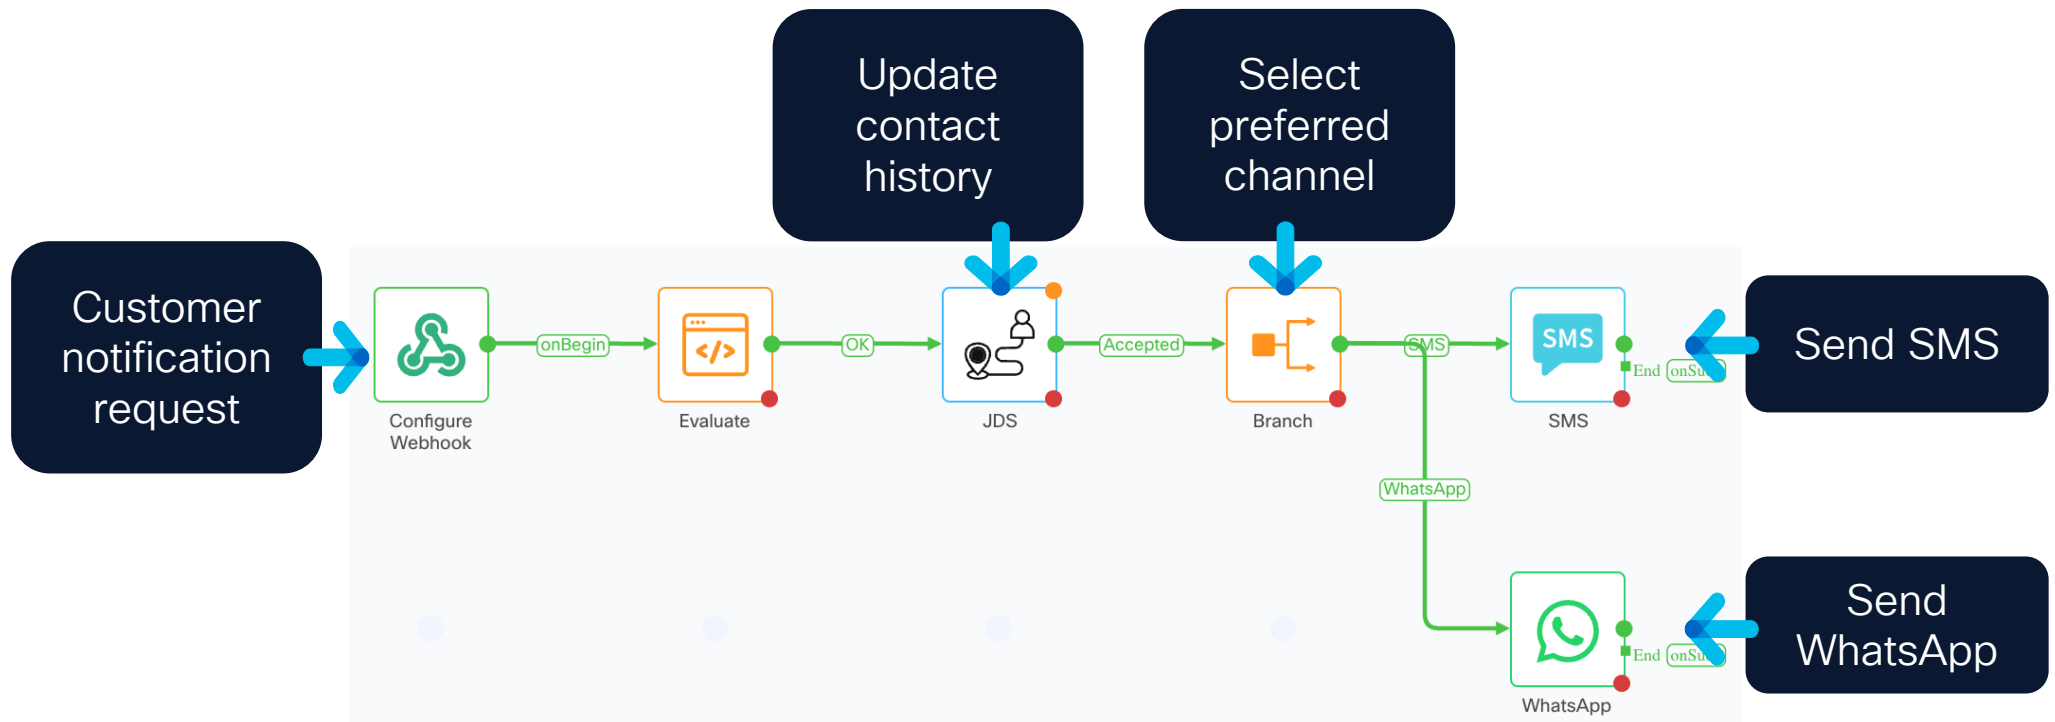 Update
contact
history
Select
preferred
channel
Customer
notification
request
Send SMS
Send
WhatsApp
onBegin
OK
Accepted
SMS
WhatsApp
</>
SMS
End
End
Configure
Webhook
Evaluate
JDS
Branch
SMS
WhatsApp